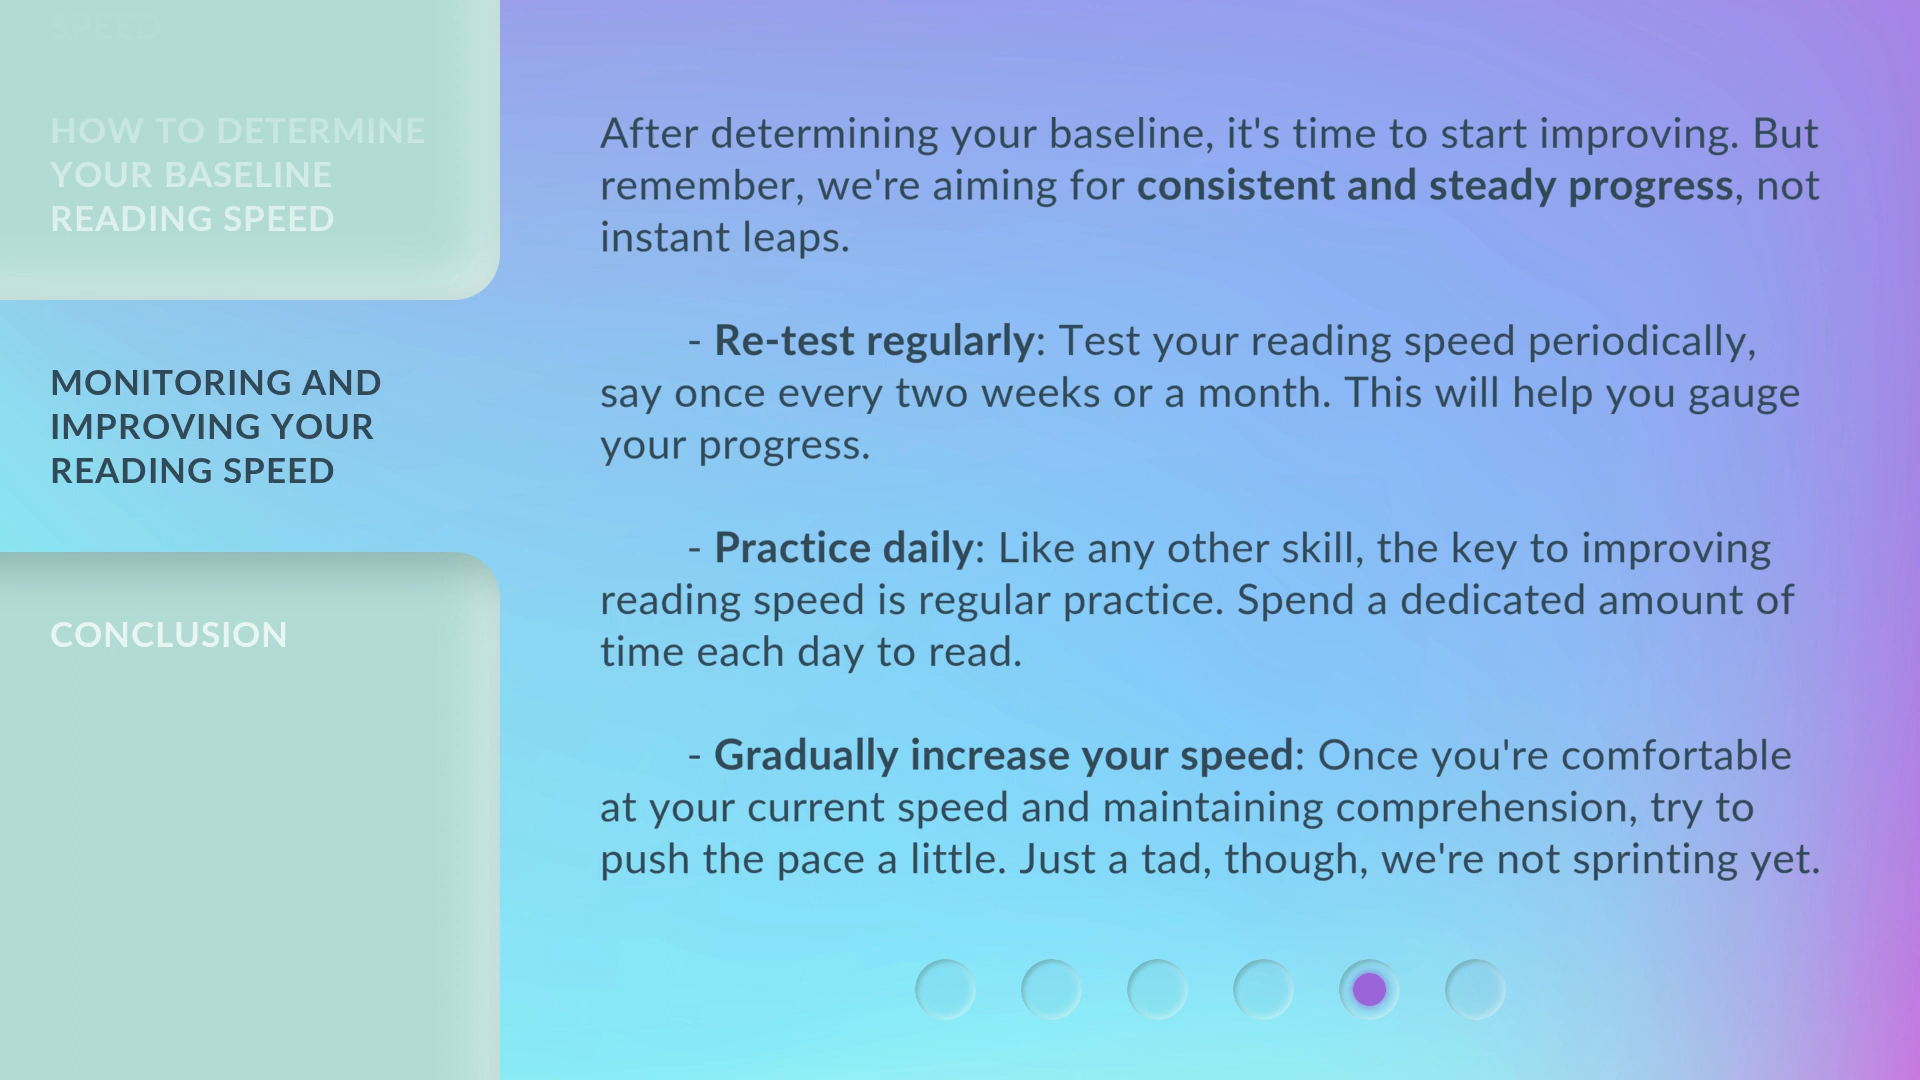 SPEED
HOW TO DETERMINE
YOUR BASELINE
READING SPEED
MONITORING AND
IMPROVING YOUR
READING SPEED
CONCLUSION
After determining your baseline, it's time to start improving. But
remember, we're aiming for consistent and steady progress, not
instant leaps.
- Re-test regularly: Test your reading speed periodically,
say once every two weeks or a month. This will help you gauge
your progress.
- Practice daily: Like any other skill, the key to improving
reading speed is regular practice. Spend a dedicated amount of
time each day to read.
- Gradually increase your speed: Once you're comfortable
at your current speed and maintaining comprehension, try to
push the pace a little. Just a tad, though, we're not sprinting yet.